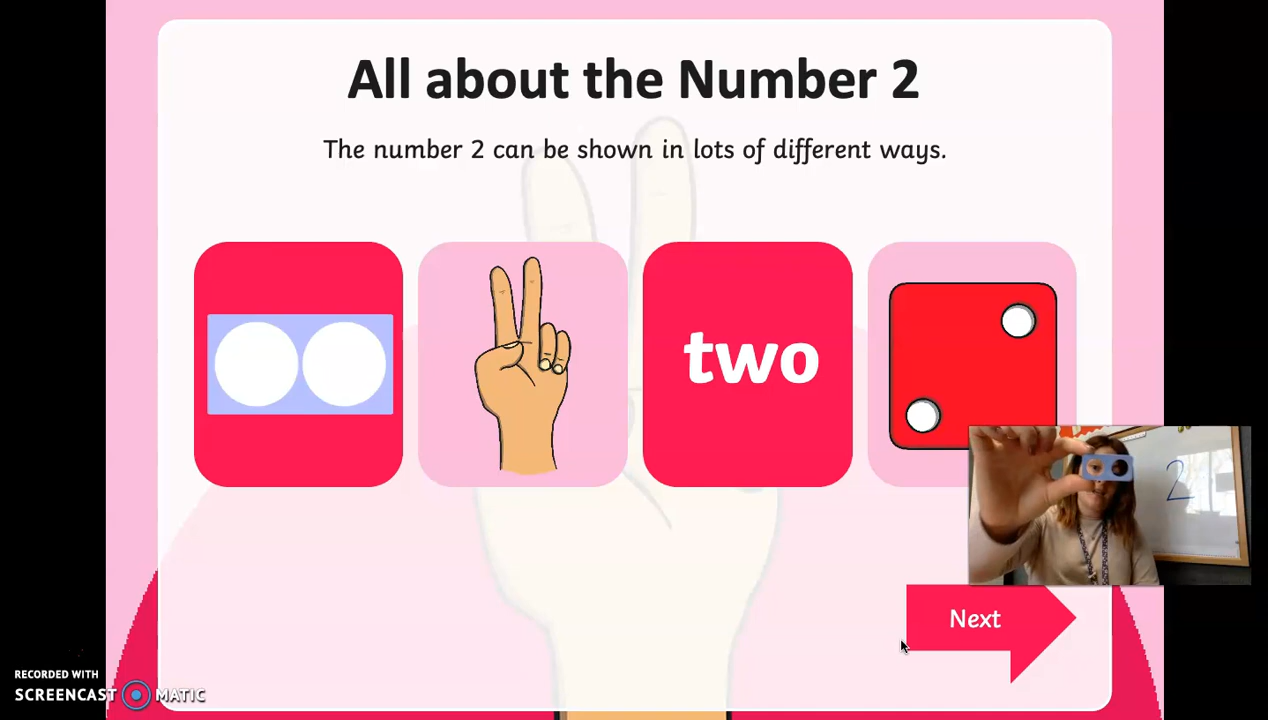 All about the Number 2
The number 2 can be shown in lots of different ways.
two
2
Next
RECORDED WITH
SCREENCAST MATIC